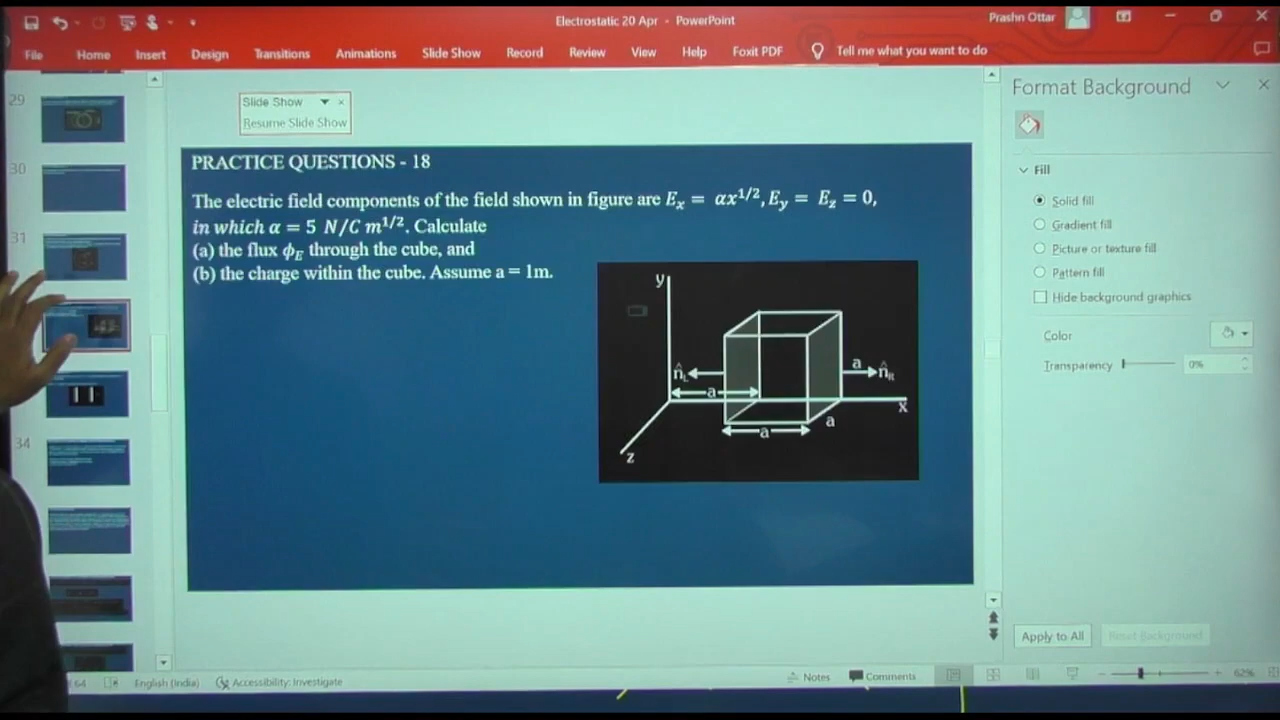 Electrostatic 20 Apr - PowerPoint
Prashn Ottar
File Home Insert Design Transitions Animations Slide Show Record Review View Help Foxit PDF Tell me what you want to do
29
30
31
34
Slide Show
Resume Slide Show
PRACTICE QUESTIONS - 18
The electric field components of the field shown in figure are Eₓ = αx^1/2, E_y = E_z = 0,
in which α = 5 N/C m^1/2. Calculate
(a) the flux ϕ_E through the cube, and
(b) the charge within the cube. Assume a = 1m.
y
n̂_L
a
a
n̂_R
x
a
a
z
Format Background
Fill
Solid fill
Gradient fill
Picture or texture fill
Pattern fill
Hide background graphics
Color
Transparency 0%
Apply to All Reset Background
64 English (India) Accessibility: Investigate Notes Comments 62%